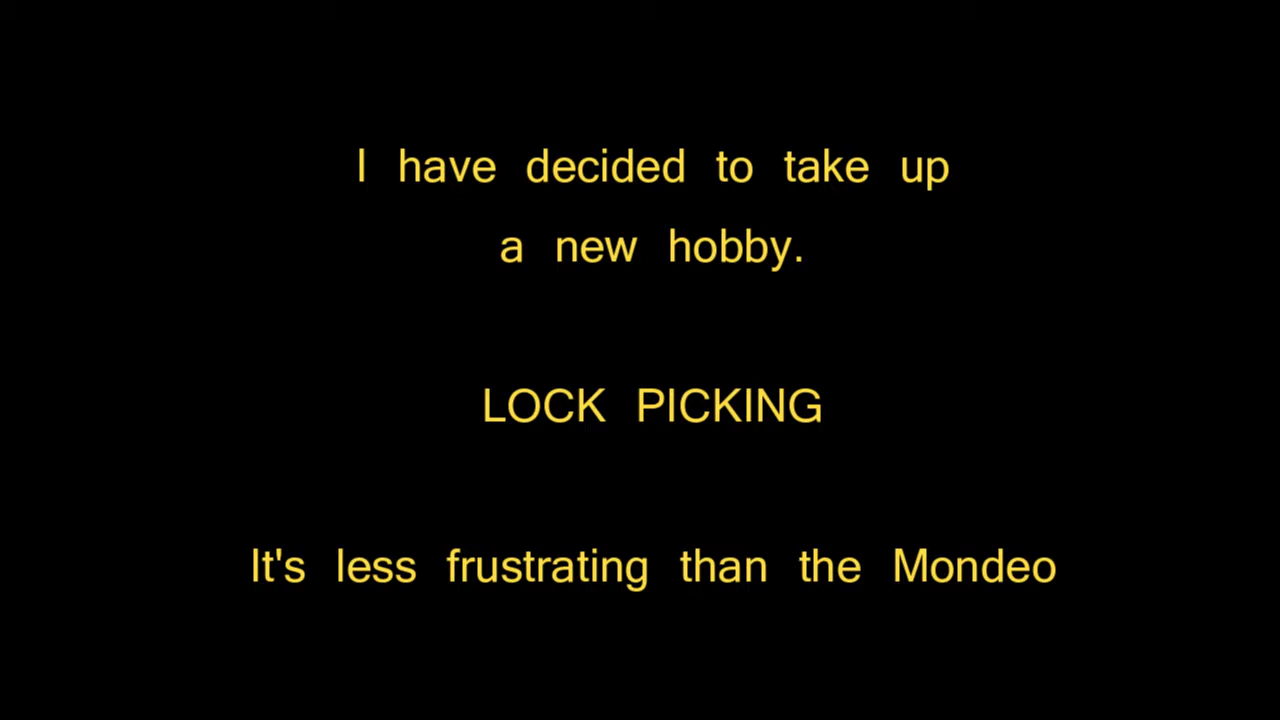 I have decided to take up
a new hobby.
LOCK PICKING
It's less frustrating than the Mondeo